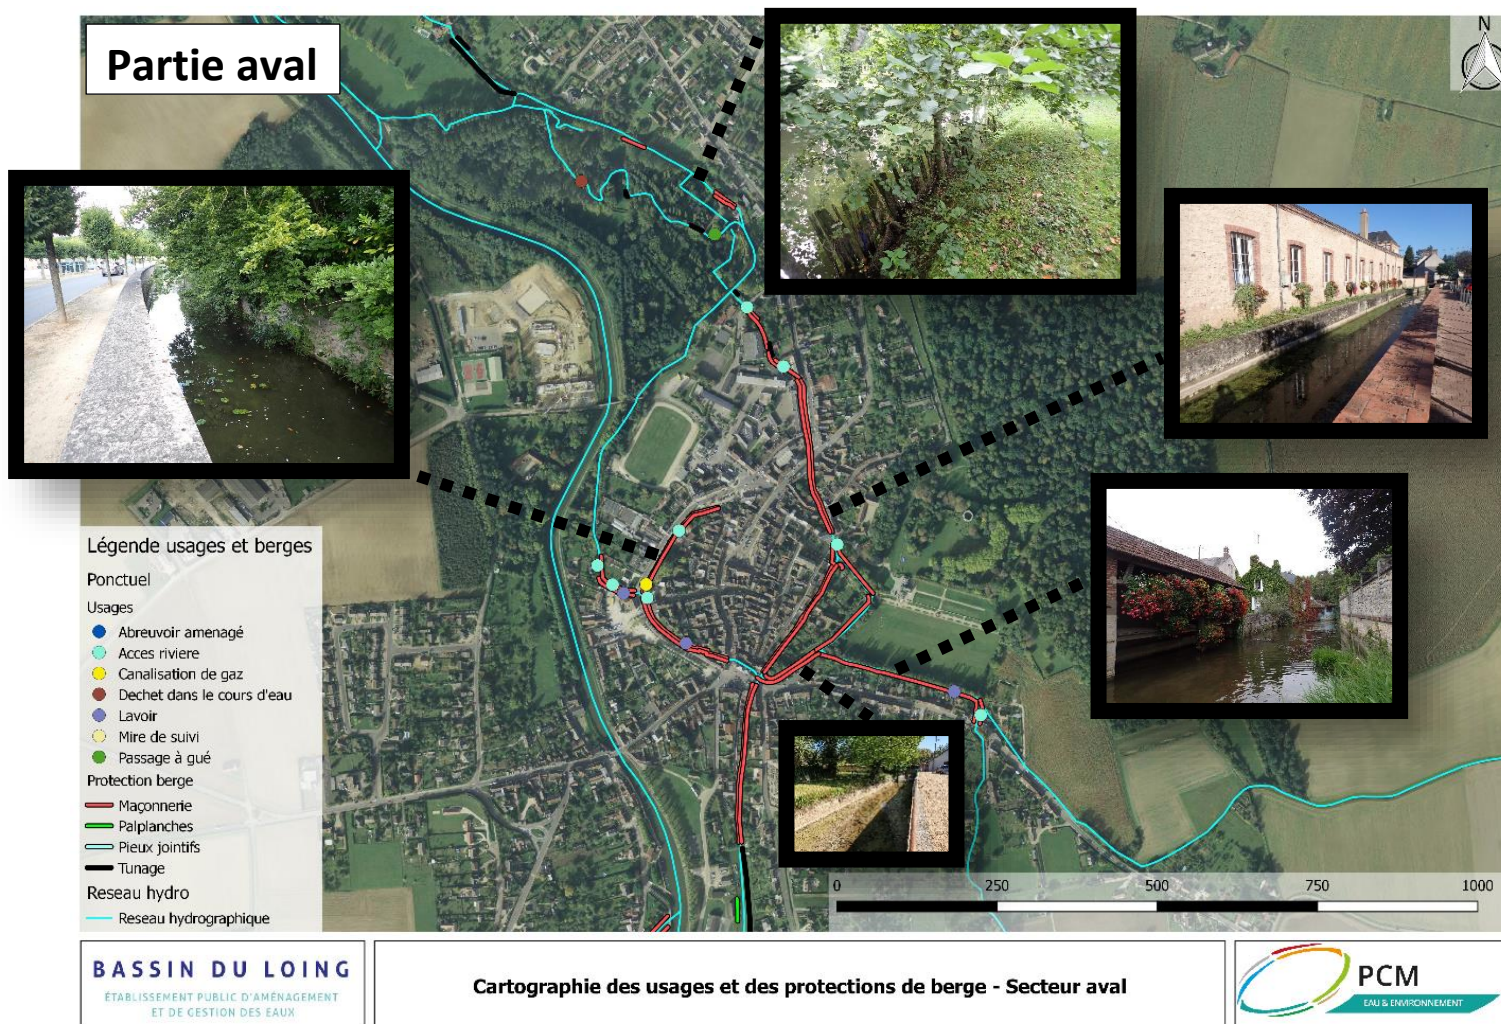 Partie aval
N
Légende usages et berges
Ponctuel
Usages
Abreuvoir amenagé
Acces riviere
Canalisation de gaz
Dechet dans le cours d'eau
Lavoir
Mire de suivi
Passage à gué
Protection berge
Maçonnerie
Palplanches
Pieux jointifs
Tunage
Reseau hydro
Reseau hydrographique
0 250 500 750 1000
BASSIN DU LOING
ÉTABLISSEMENT PUBLIC D'AMÉNAGEMENT
ET DE GESTION DES EAUX
Cartographie des usages et des protections de berge - Secteur aval
PCM
EAU & ENVIRONNEMENT